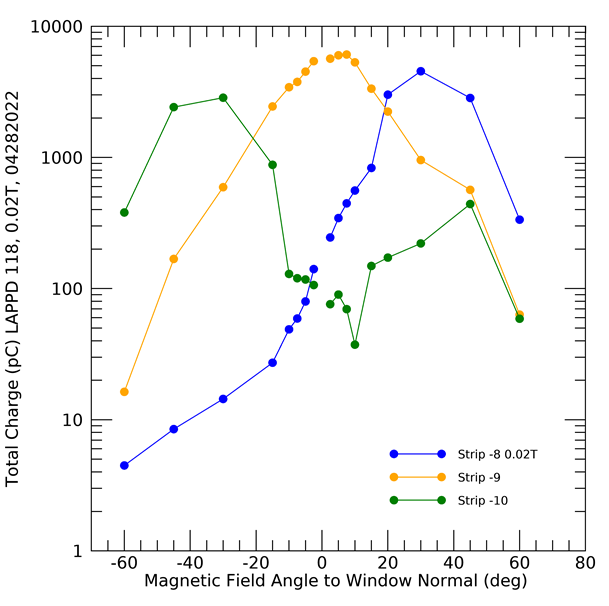 10000
1000
100
10
1
Total Charge (pC) LAPPD 118, 0.02T, 04282022
Strip -8 0.02T
Strip -9
Strip -10
-60 -40 -20 0 20 40 60 80
Magnetic Field Angle to Window Normal (deg)